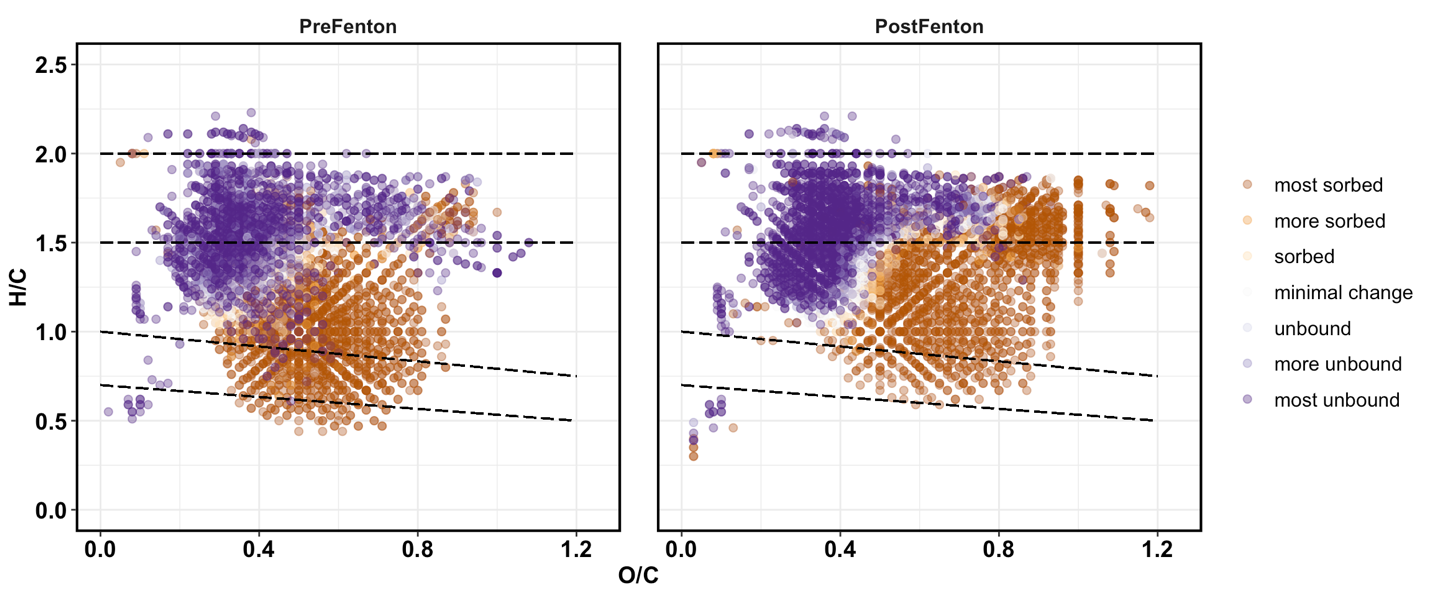 PreFenton
PostFenton
H/C
2.5
2.0
1.5
1.0
0.5
0.0
0.0 0.4 0.8 1.2
0.0 0.4 0.8 1.2
O/C
most sorbed
more sorbed
sorbed
minimal change
unbound
more unbound
most unbound